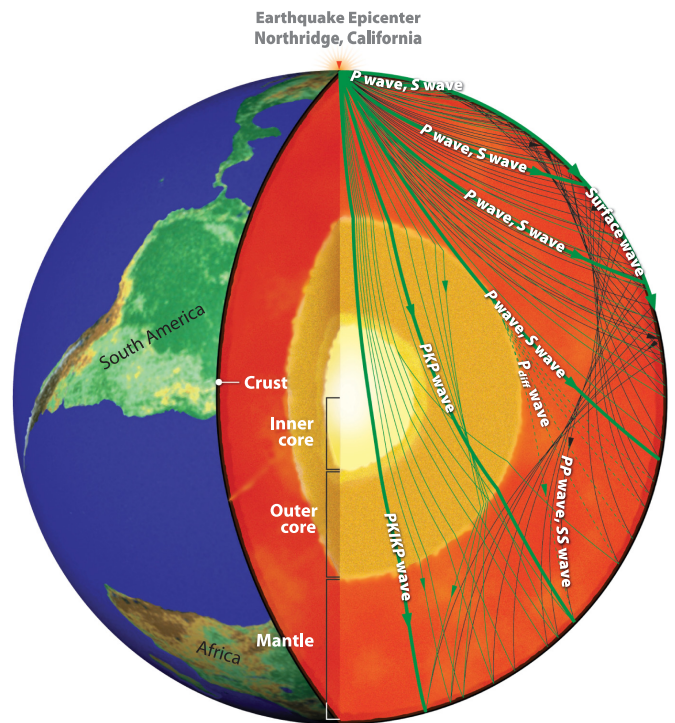 Earthquake Epicenter
Northridge, California
P wave, S wave
P wave, S wave
P wave, S wave
Surface wave
P wave, S wave
South America
PKP wave
Pdiff wave
Crust
Inner
core
Outer
core
PKIKP wave
PP wave, SS wave
Mantle
Africa